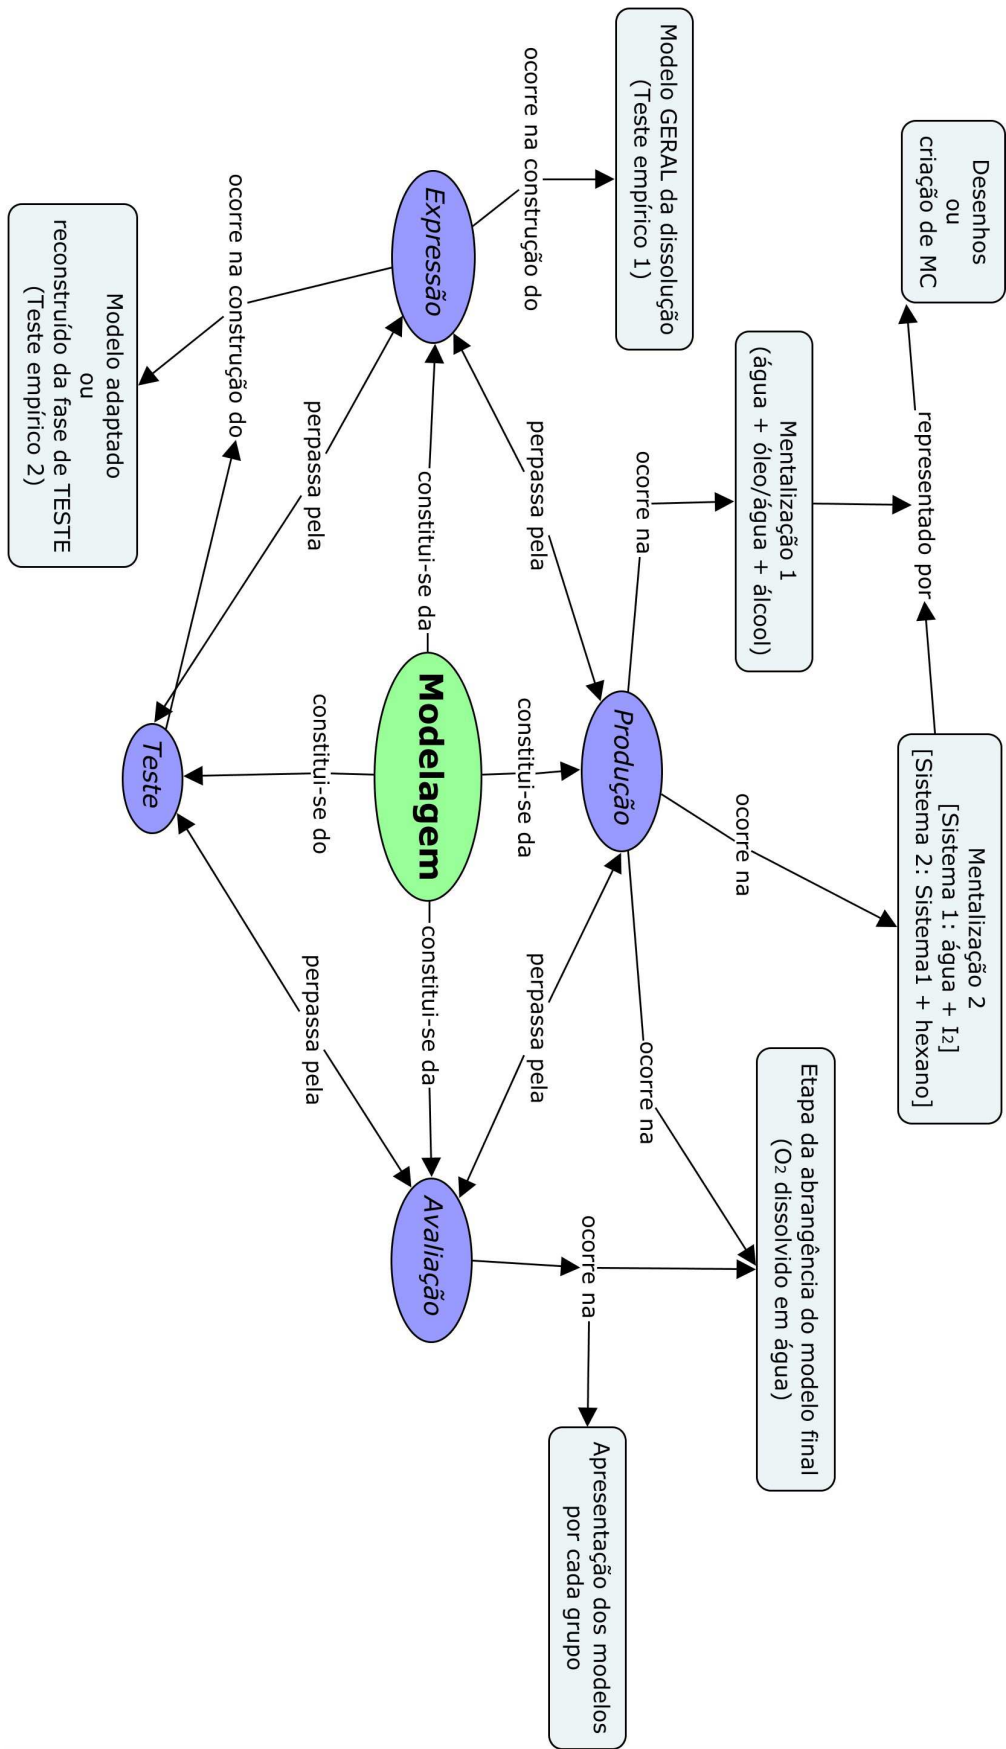 Desenhos
ou
criação de MC
representado por
Mentalização 2
[Sistema 1: água + I₂]
[Sistema 2: Sistema1 + hexano]
Mentalização 1
(água + óleo/água + álcool)
Etapa da abrangência do modelo final
(O₂ dissolvido em água)
Modelo GERAL da dissolução
(Teste empírico 1)
ocorre na
ocorre na
ocorre na
ocorre na construção do
perpassa pela
Produção
perpassa pela
ocorre na
Apresentação dos modelos
por cada grupo
constitui-se da
Expressão
constitui-se da
Modelagem
constitui-se da
Avaliação
perpassa pela
constitui-se do
perpassa pela
ocorre na construção do
Teste
Modelo adaptado
ou
reconstruído da fase de TESTE
(Teste empírico 2)